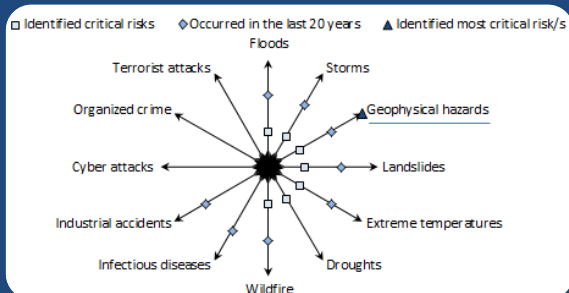 Identified critical risks Occurred in the last 20 years Identified most critical risk/s
Floods
Terrorist attacks Storms
Organized crime Geophysical hazards
Cyber attacks Landslides
Industrial accidents Extreme temperatures
Infectious diseases Droughts
Wildfire